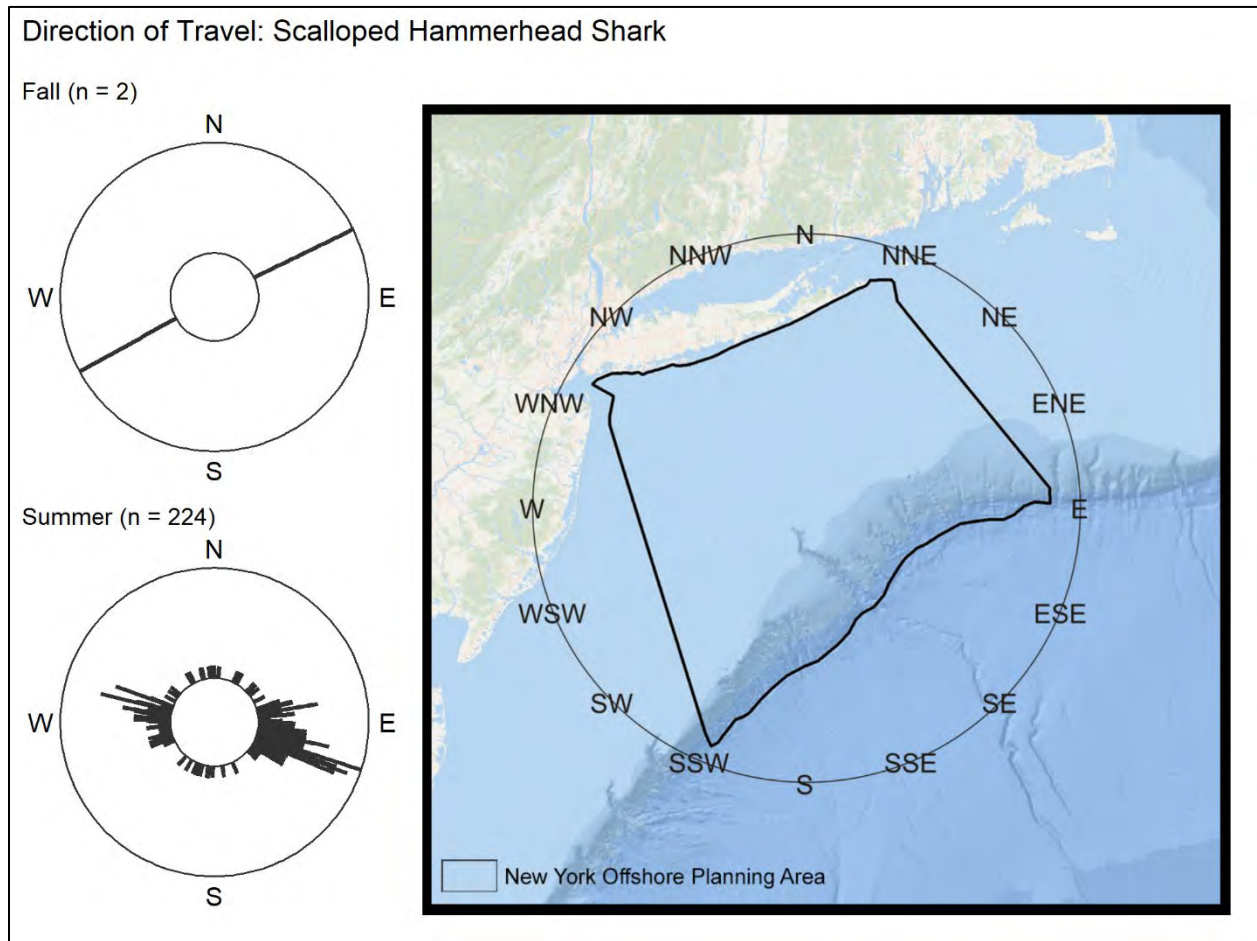 Direction of Travel: Scalloped Hammerhead Shark
Fall (n = 2)
N
W
E
S
Summer (n = 224)
N
W
E
S
N
NNW
NNE
NW
NE
WNW
ENE
W
E
WSW
ESE
SW
SE
SSW
SSE
S
New York Offshore Planning Area